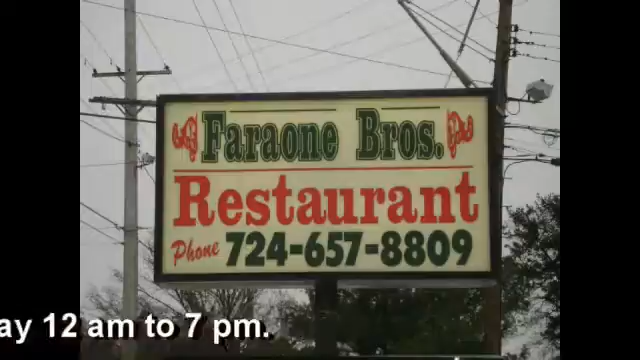 Faraone Bros.
Restaurant
Phone 724-657-8809
ay 12 am to 7 pm.